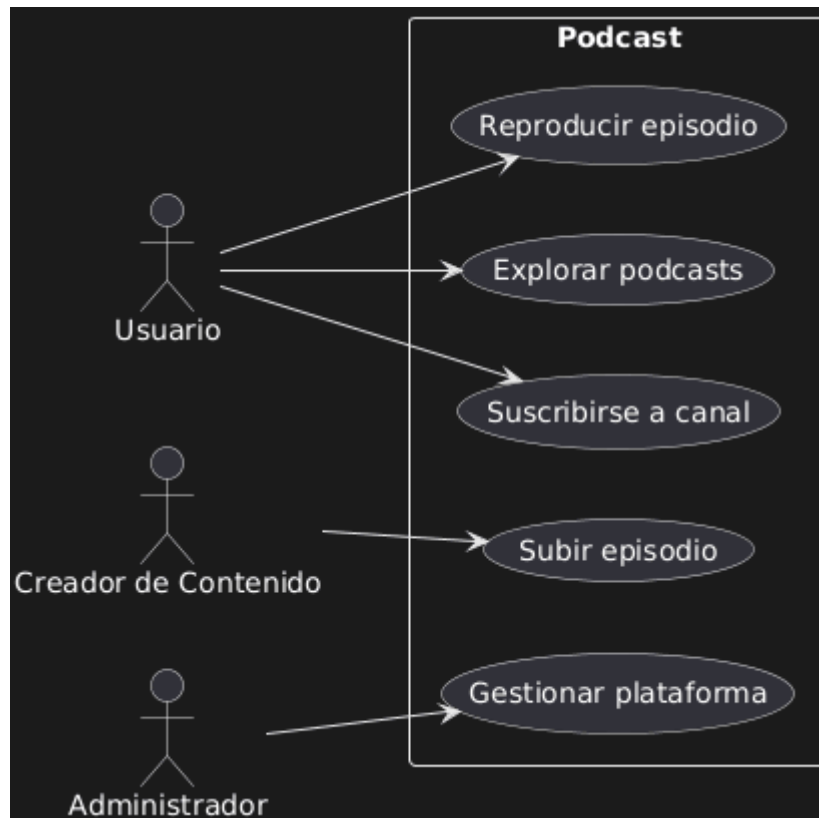 Podcast
Reproducir episodio
Explorar podcasts
Usuario
Suscribirse a canal
Subir episodio
Creador de Contenido
Gestionar plataforma
Administrador